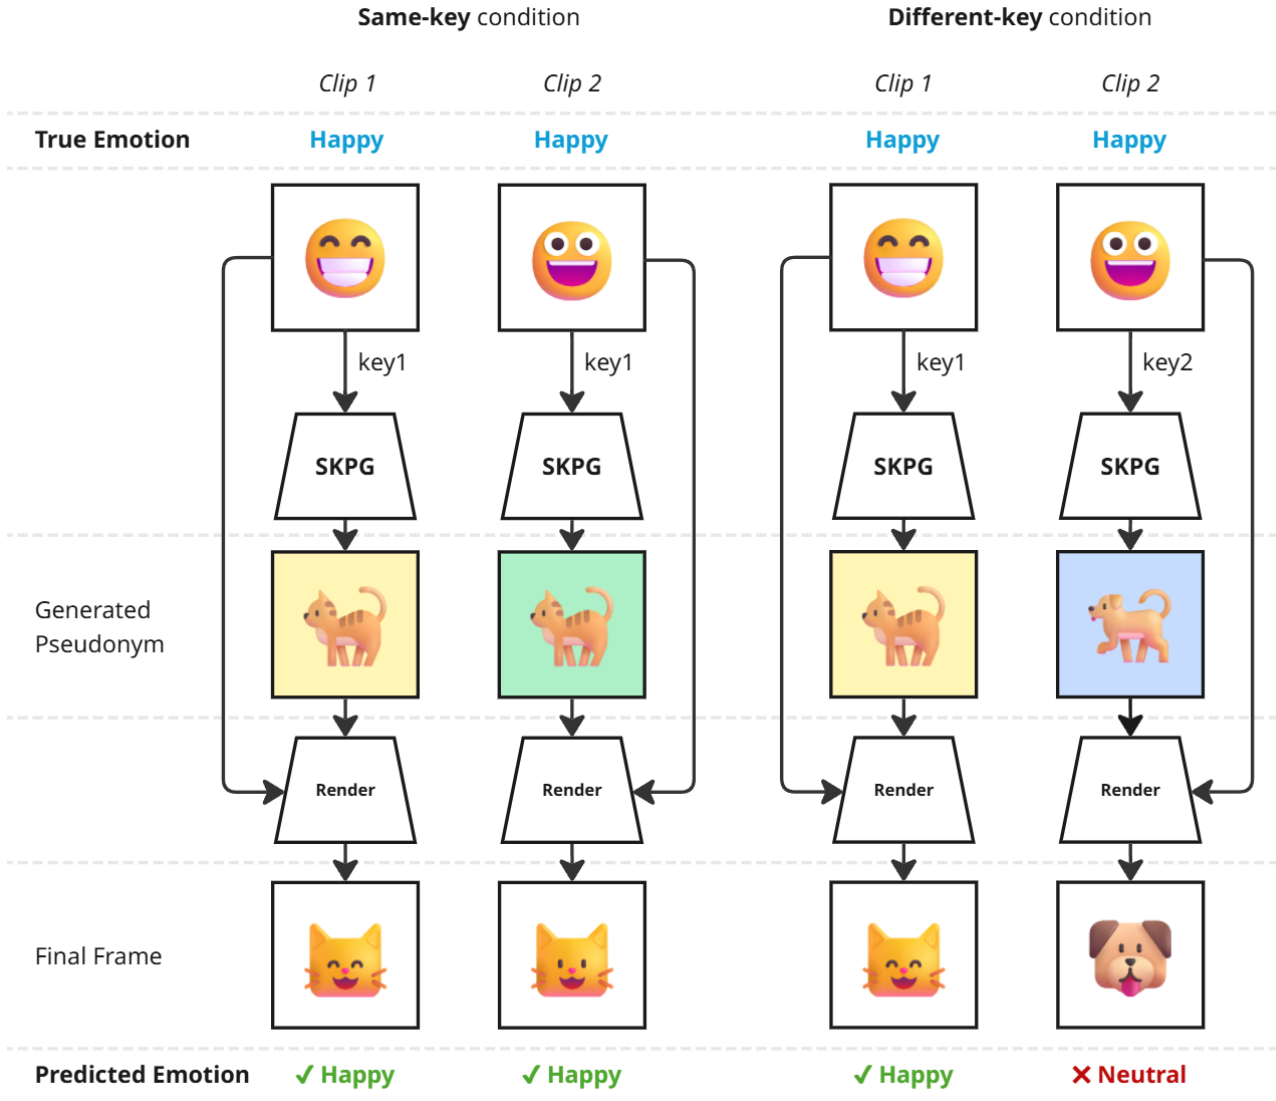 Same-key condition
Different-key condition
Clip 1
Clip 2
Clip 1
Clip 2
True Emotion
Happy
Happy
Happy
Happy
key1
key1
key1
key2
SKPG
SKPG
SKPG
SKPG
Generated
Pseudonym
Render
Render
Render
Render
Final Frame
Predicted Emotion
✓ Happy
✓ Happy
✓ Happy
✕ Neutral